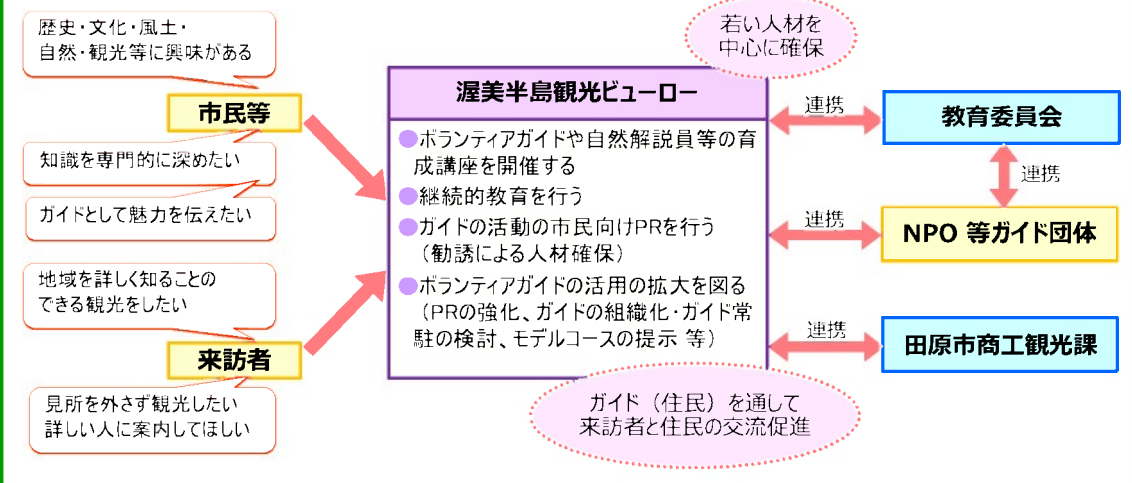 歴史・文化・風土・
自然・観光等に興味がある
市民等
知識を専門的に深めたい
ガイドとして魅力を伝えたい
地域を詳しく知ることの
できる観光をしたい
来訪者
見所を外さず観光したい
詳しい人に案内してほしい
若い人材を
中心に確保
渥美半島観光ビューロー
●ボランティアガイドや自然解説員等の育
成講座を開催する
●継続的教育を行う
●ガイドの活動の市民向けPRを行う
(勧誘による人材確保)
●ボランティアガイドの活用の拡大を図る
(PRの強化、ガイドの組織化・ガイド常
駐の検討、モデルコースの提示 等)
ガイド（住民）を通して
来訪者と住民の交流促進
連携
教育委員会
連携
連携
NPO 等ガイド団体
連携
田原市商工観光課